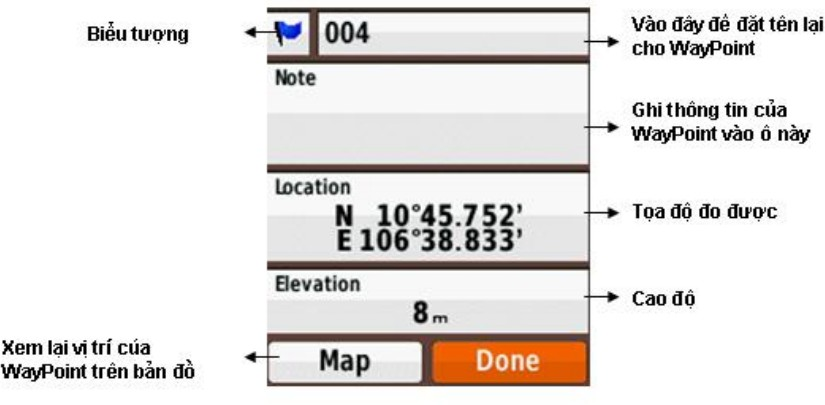 Biểu tượng
004
Vào đây để đặt tên lại
cho WayPoint
Note
Ghi thông tin của
WayPoint vào ô này
Location
N 10°45.752'
E 106°38.833'
Tọa độ đo được
Elevation
8 m
Cao độ
Xem lại vị trí của
WayPoint trên bản đồ
Map
Done